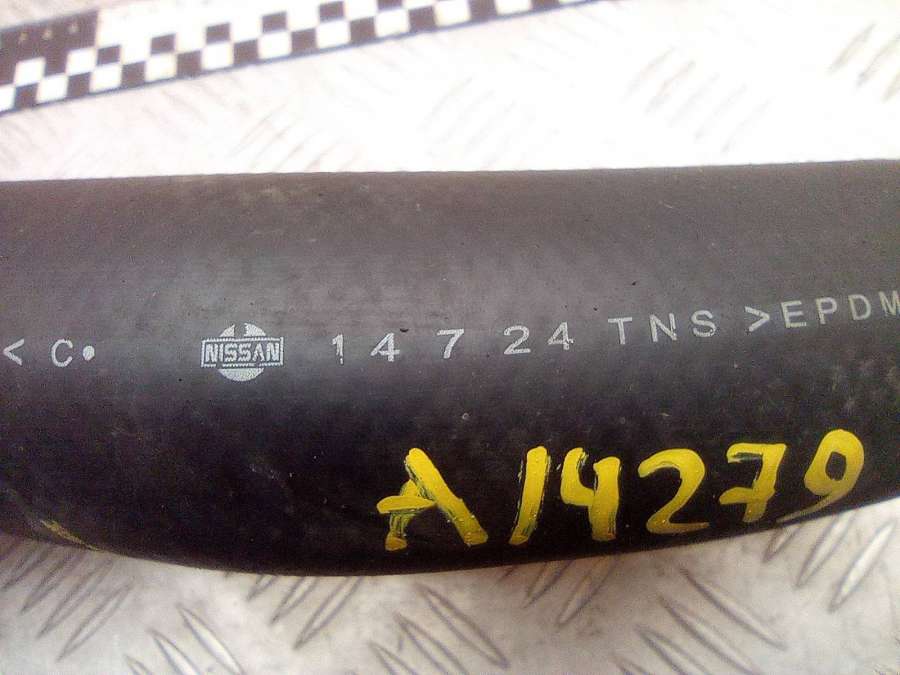 < C• NISSAN 14724 TNS >EPDM
A14279